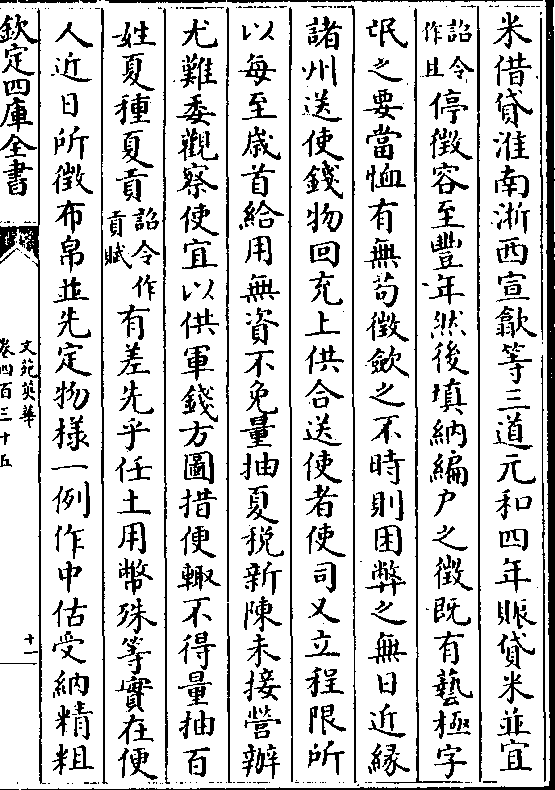 米借貸淮南浙西宣歙等三道元和四年賑貸米並宜
詔令作且停徵容至豐年然後填納編户之徵既有藝極字
氓之要當恤有無苟徵斂之不時則困弊之無日近縁
諸州送使錢物回充上供合送使者使司又立程限所
以每至歳首給用無資不免量抽夏税新陳未接營辦
尤難委觀察使宜以供軍錢方圖措便輙不得量抽百
姓夏種夏貢詔令作貢賦有差先乎任土用幣殊等實在便
人近日所徵布帛並先定物様一例作中估受納精粗
欽定四庫全書
文苑英華
卷四百三十五
十一